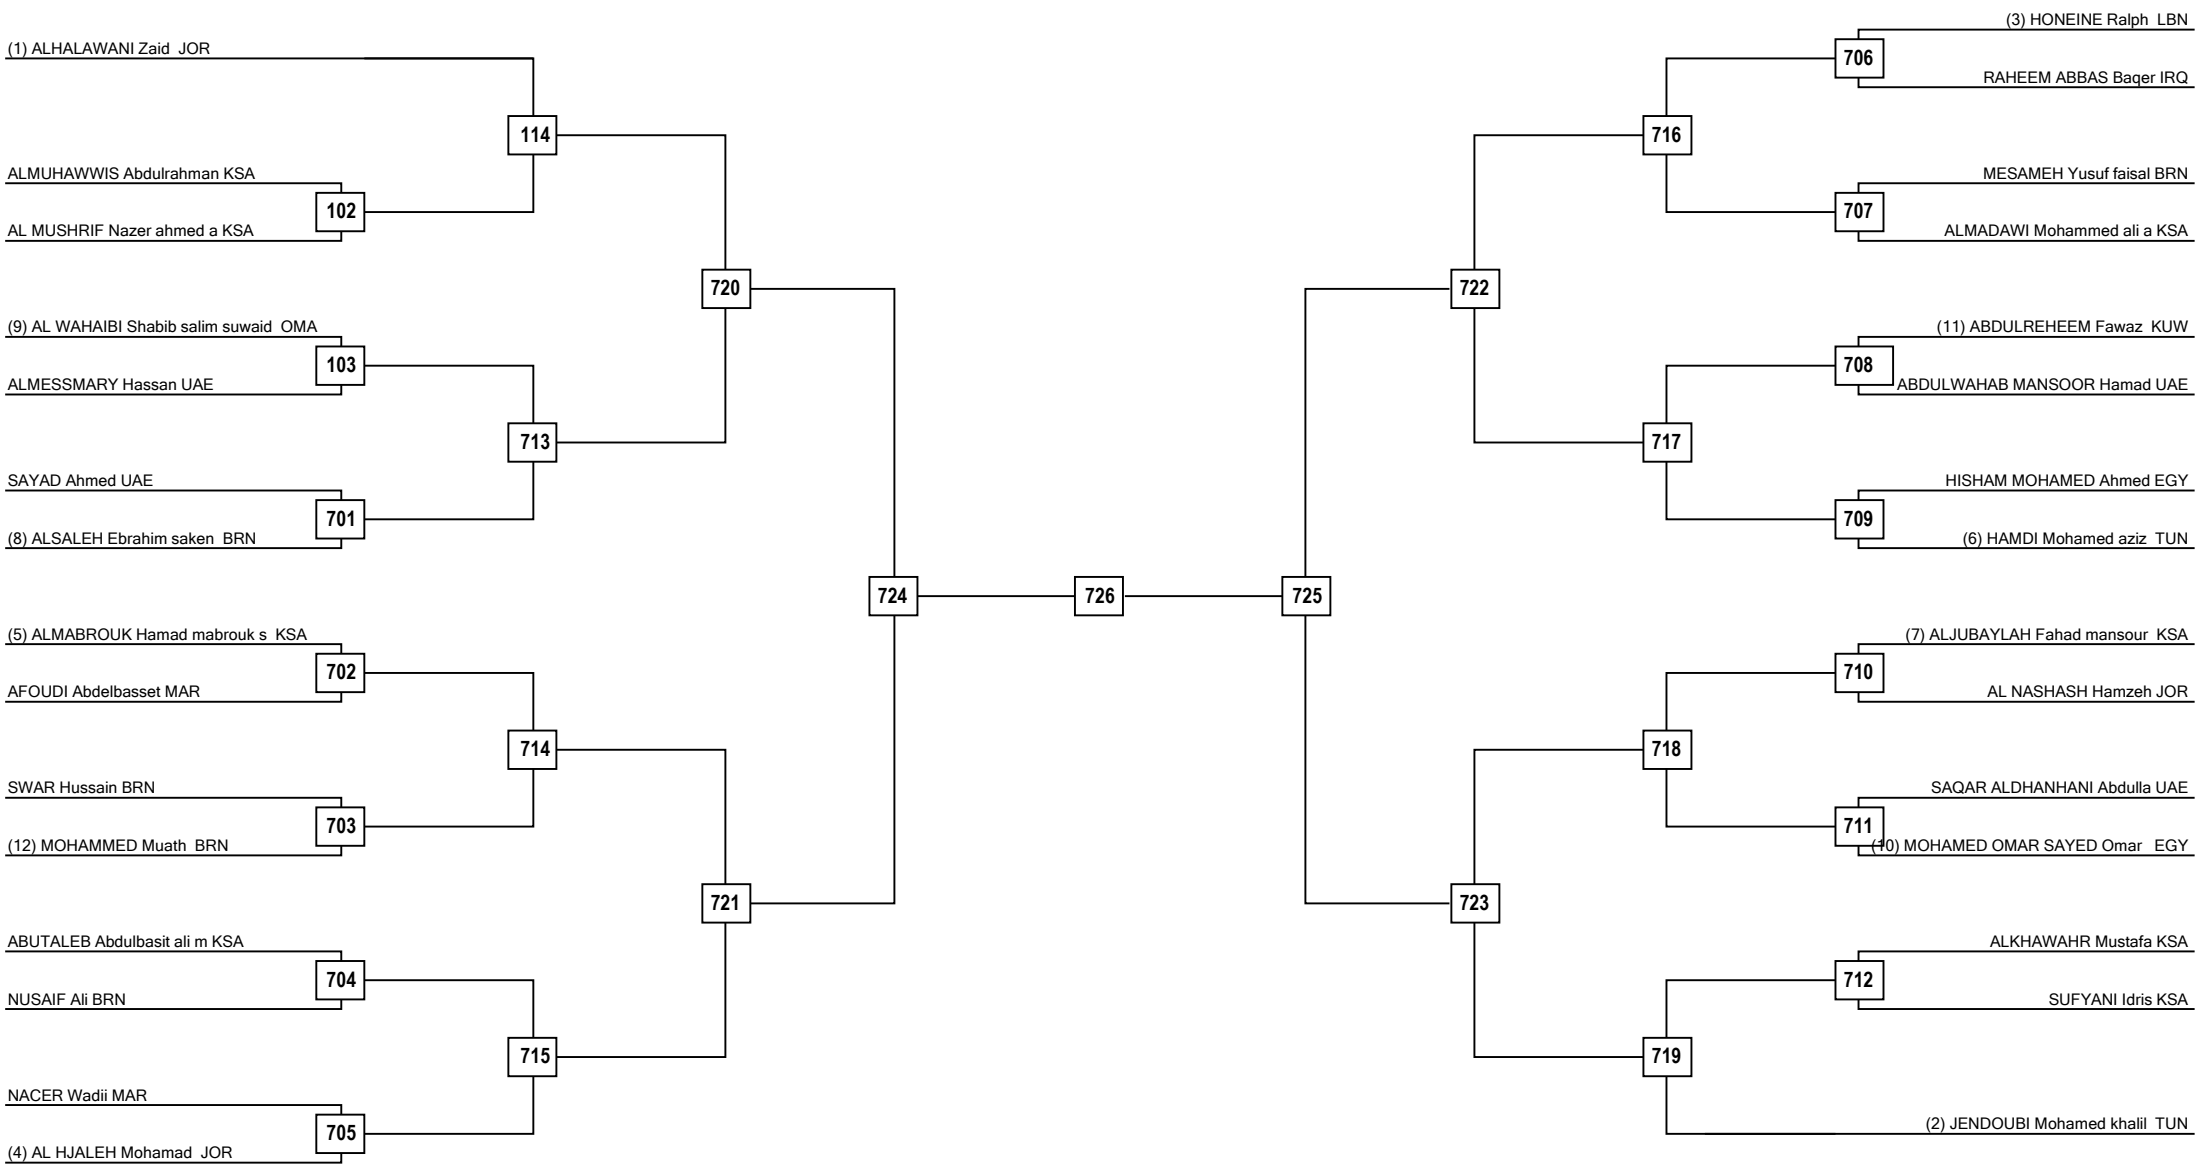 (1) ALHALAWANI Zaid JOR
114
ALMUHAWWIS Abdulrahman KSA
102
AL MUSHRIF Nazer ahmed a KSA
720
(9) AL WAHAIBI Shabib salim suwaid OMA
103
ALMESSMARY Hassan UAE
713
SAYAD Ahmed UAE
701
(8) ALSALEH Ebrahim saken BRN
724
(5) ALMABROUK Hamad mabrouk s KSA
702
AFOUDI Abdelbasset MAR
714
SWAR Hussain BRN
703
(12) MOHAMMED Muath BRN
721
ABUTALEB Abdulbasit ali m KSA
704
NUSAIF Ali BRN
715
NACER Wadii MAR
705
(4) AL HJALEH Mohamad JOR
726
(3) HONEINE Ralph LBN
706
RAHEEM ABBAS Baqer IRQ
716
MESAMEH Yusuf faisal BRN
707
ALMADAWI Mohammed ali a KSA
722
(11) ABDULREHEEM Fawaz KUW
708
ABDULWAHAB MANSOOR Hamad UAE
717
HISHAM MOHAMED Ahmed EGY
709
(6) HAMDI Mohamed aziz TUN
725
(7) ALJUBAYLAH Fahad mansour KSA
710
AL NASHASH Hamzeh JOR
718
SAQAR ALDHANHANI Abdulla UAE
711
(10) MOHAMED OMAR SAYED Omar EGY
723
ALKHAWAHR Mustafa KSA
712
SUFYANI Idris KSA
719
(2) JENDOUBI Mohamed khalil TUN